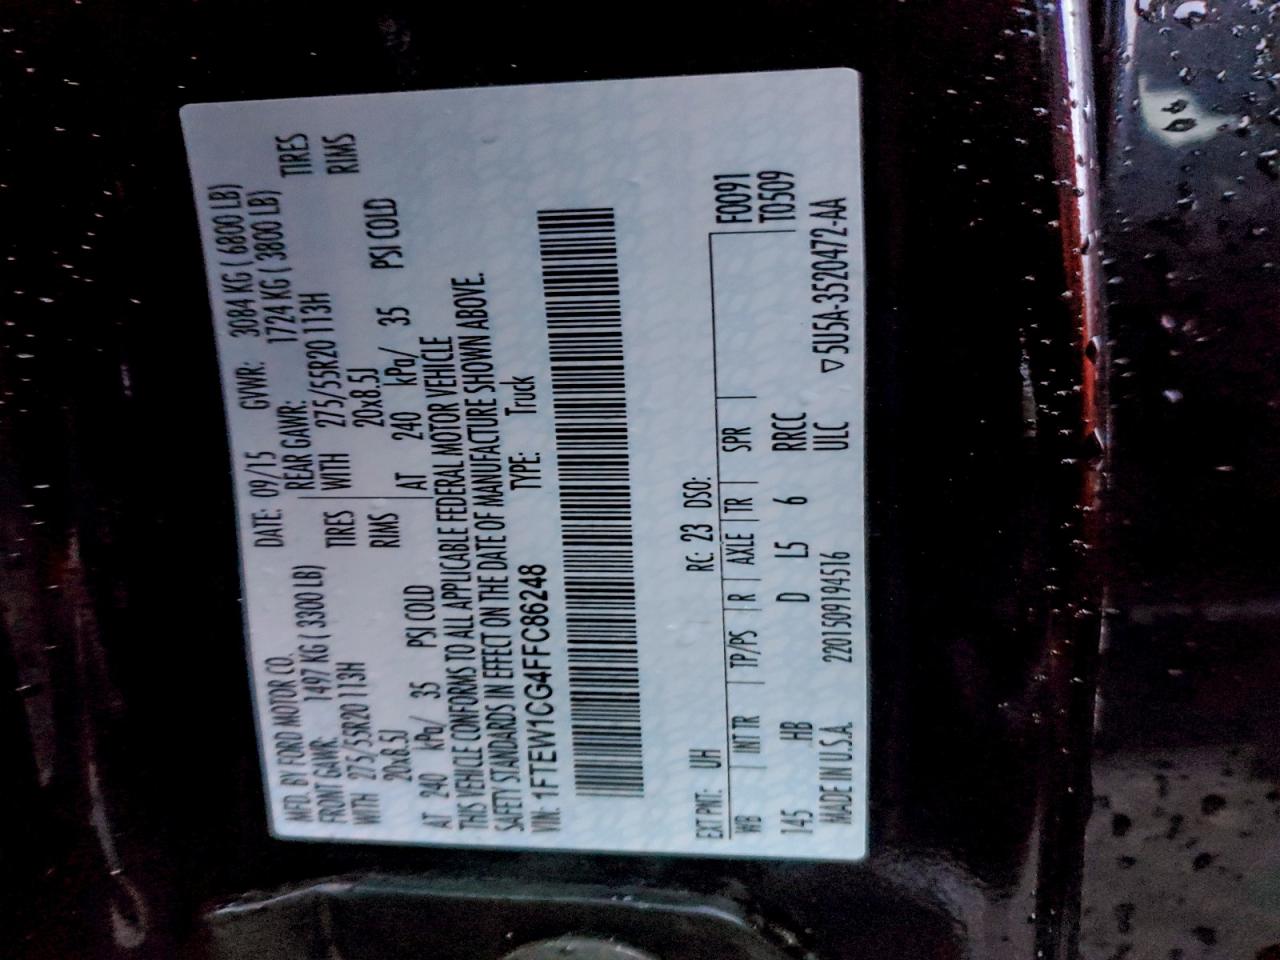 MFD. BY FORD MOTOR CO. DATE: 09/15 GVWR: 3084 KG ( 6800 LB)
FRONT GAWR: 1497 KG ( 3300 LB) REAR GAWR: 1724 KG ( 3800 LB)
WITH 275/55R20 113H TIRES WITH 275/55R20 113H TIRES
20x8.5J RIMS 20x8.5J RIMS
AT 240 kPa/ 35 PSI COLD AT 240 kPa/ 35 PSI COLD
THIS VEHICLE CONFORMS TO ALL APPLICABLE FEDERAL MOTOR VEHICLE
SAFETY STANDARDS IN EFFECT ON THE DATE OF MANUFACTURE SHOWN ABOVE.
VIN: 1FTEW1CG4FFC86248 TYPE: Truck
EXT PNT: UH RC: 23 DSO: F0091
WB | INT TR | TP/PS | R | AXLE | TR | SPR | T0509
145 HB D L5 6 RRCC
MADE IN U.S.A. 2201509194516 ULC ▽5U5A-3520472-AA